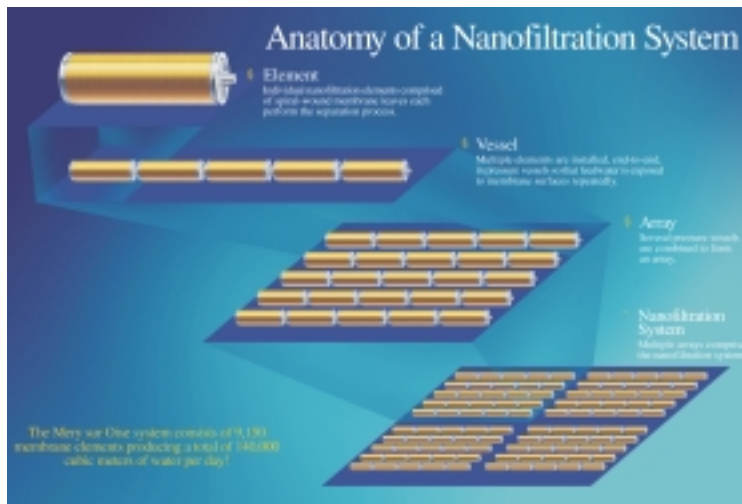 Anatomy of a Nanofiltration System
Element
Individual nanofiltration elements comprised
of spiral-wound membrane leaves each
perform the separation process.
Vessel
Multiple elements are installed, end-to-end,
in pressure vessels so that feedwater is exposed
to membrane surfaces repeatedly.
Array
Several pressure vessels
are combined to form
an array.
Nanofiltration
System
Multiple arrays comprise
the nanofiltration system
The Mery sur Oise system consists of
membrane elements producing a total of 140,000
cubic meters of water per day!